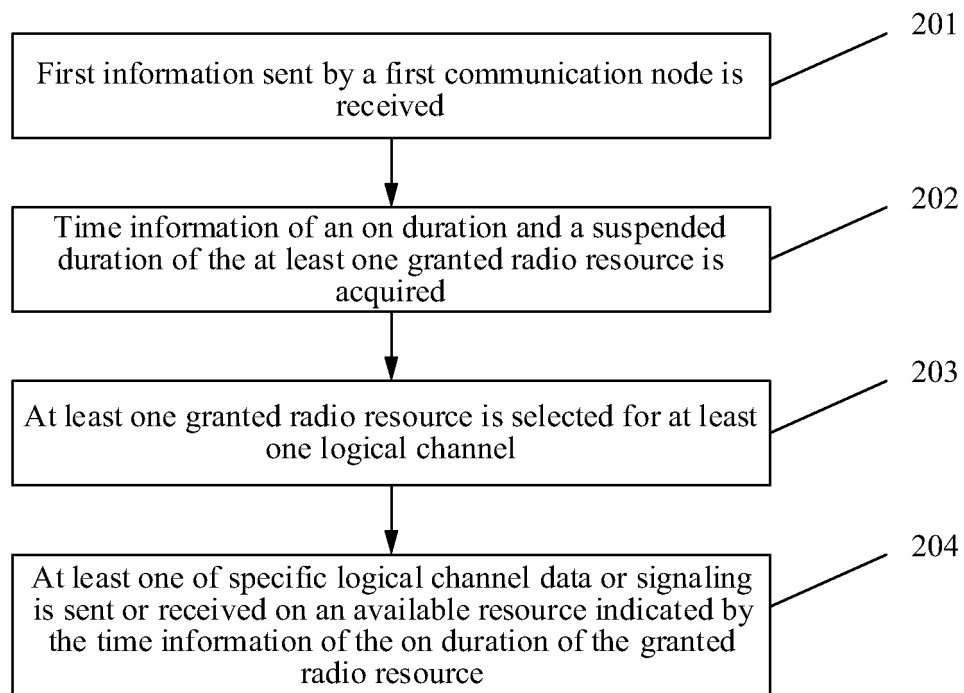 201
First information sent by a first communication node is
received
202
Time information of an on duration and a suspended
duration of the at least one granted radio resource is
acquired
203
At least one granted radio resource is selected for at least
one logical channel
204
At least one of specific logical channel data or signaling
is sent or received on an available resource indicated by
the time information of the on duration of the granted
radio resource